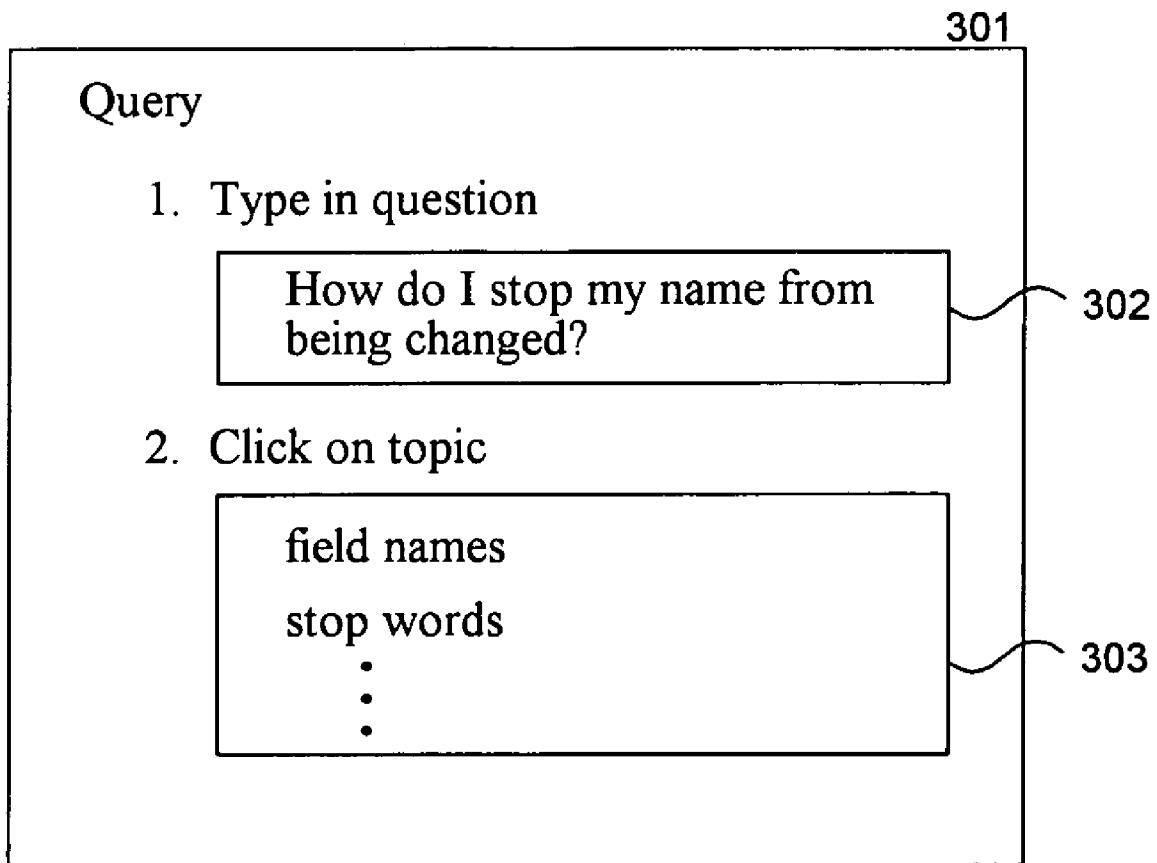 301
Query
1. Type in question
How do I stop my name from
being changed?
302
2. Click on topic
field names
stop words
303